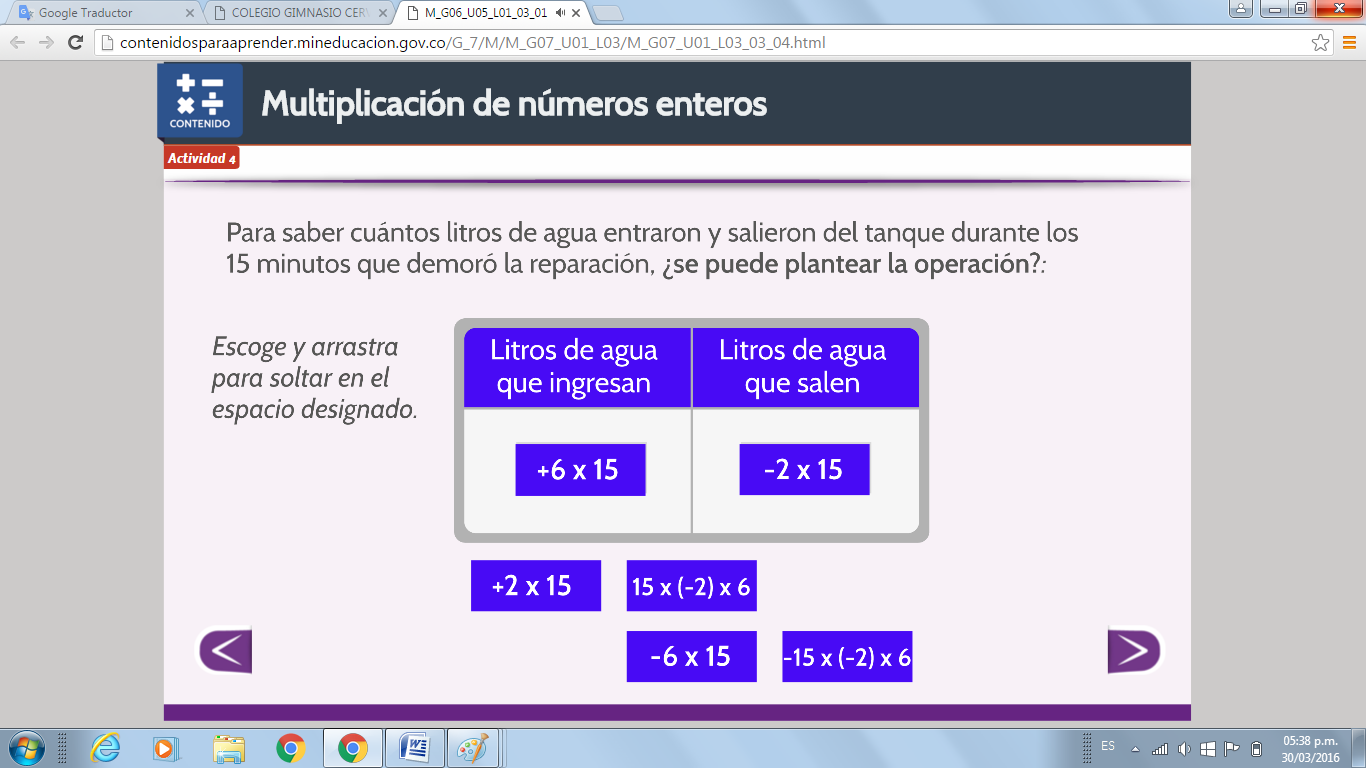 Google Traductor
COLEGIO GIMNASIO CER
M_G06_U05_L01_03_01
contenidosparaaprender.mineducacion.gov.co/G_7/M/M_G07_U01_L03/M_G07_U01_L03_03_04.html
CONTENIDO
Multiplicación de números enteros
Actividad 4
Para saber cuántos litros de agua entraron y salieron del tanque durante los
15 minutos que demoró la reparación, ¿se puede plantear la operación?:
Escoge y arrastra
para soltar en el
espacio designado.
Litros de agua
que ingresan
Litros de agua
que salen
+6 x 15
-2 x 15
+2 x 15
15 x (-2) x 6
-6 x 15
-15 x (-2) x 6
ES
05:38 p.m.
30/03/2016